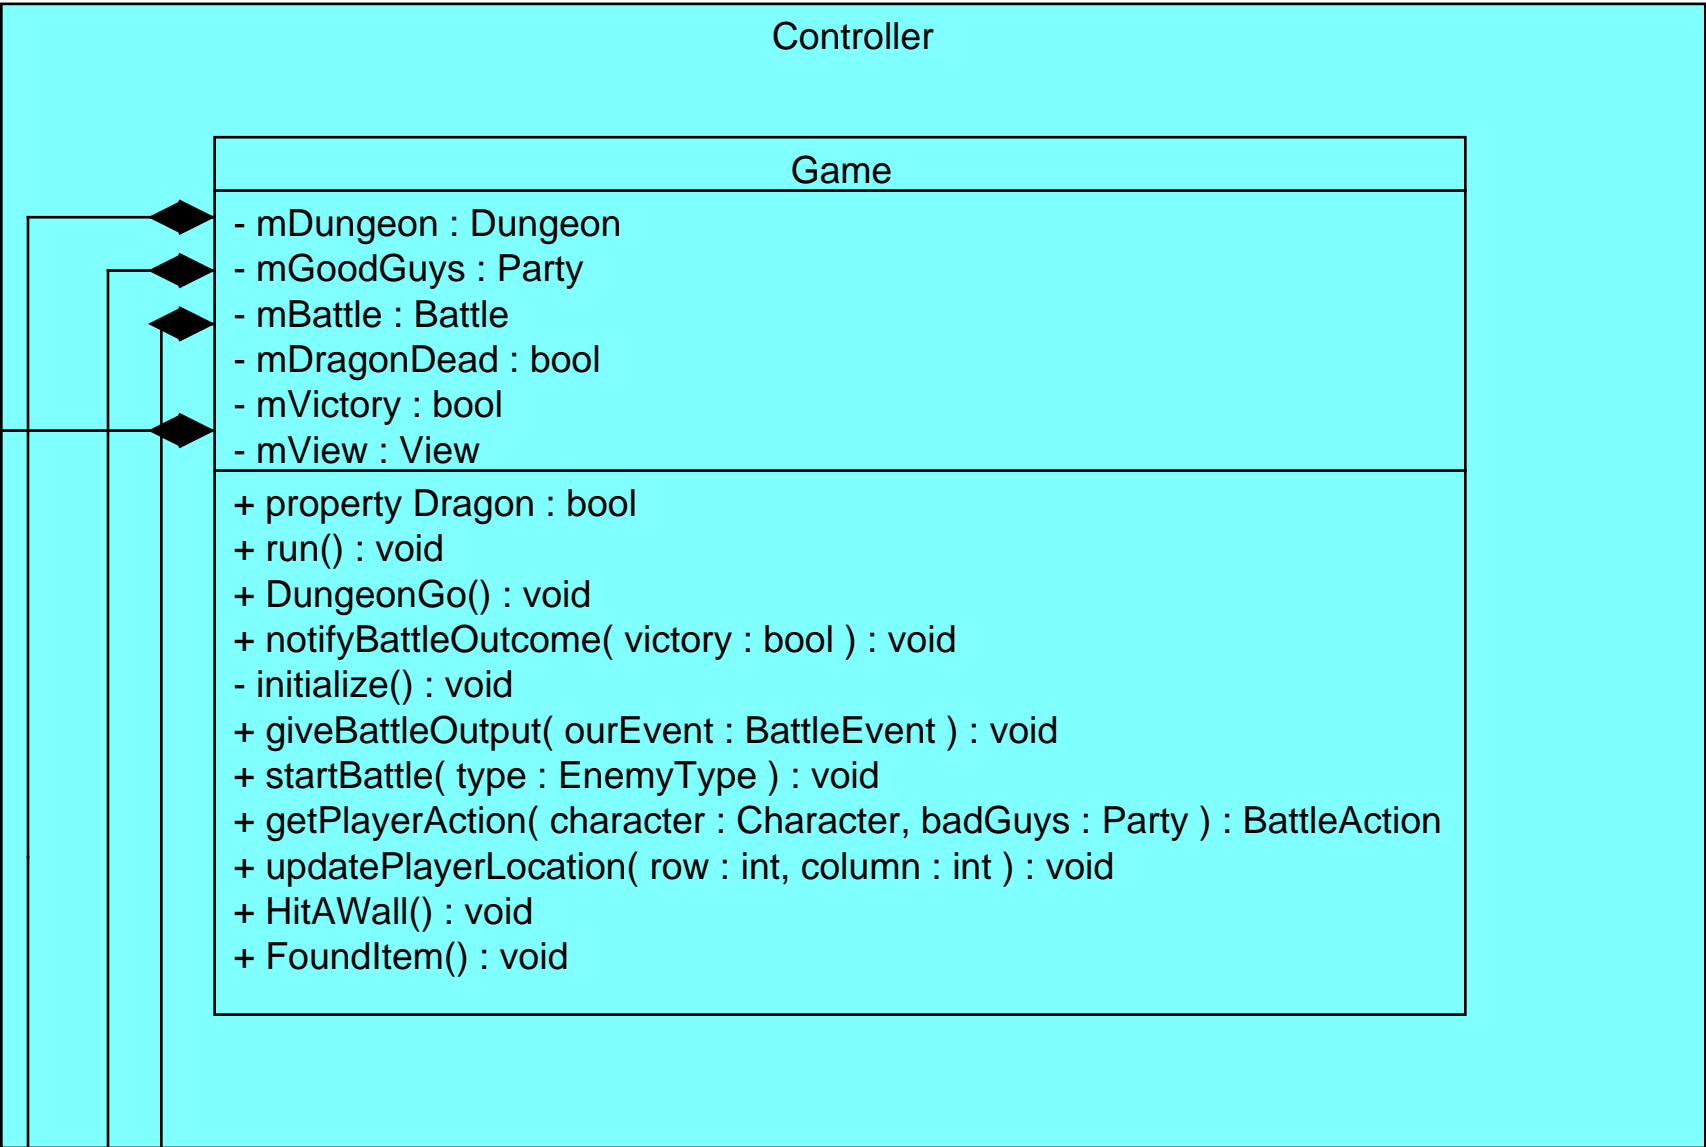 Controller
Game
- mDungeon : Dungeon
- mGoodGuys : Party
- mBattle : Battle
- mDragonDead : bool
- mVictory : bool
- mView : View
+ property Dragon : bool
+ run() : void
+ DungeonGo() : void
+ notifyBattleOutcome( victory : bool ) : void
- initialize() : void
+ giveBattleOutput( ourEvent : BattleEvent ) : void
+ startBattle( type : EnemyType ) : void
+ getPlayerAction( character : Character, badGuys : Party ) : BattleAction
+ updatePlayerLocation( row : int, column : int ) : void
+ HitAWall() : void
+ FoundItem() : void